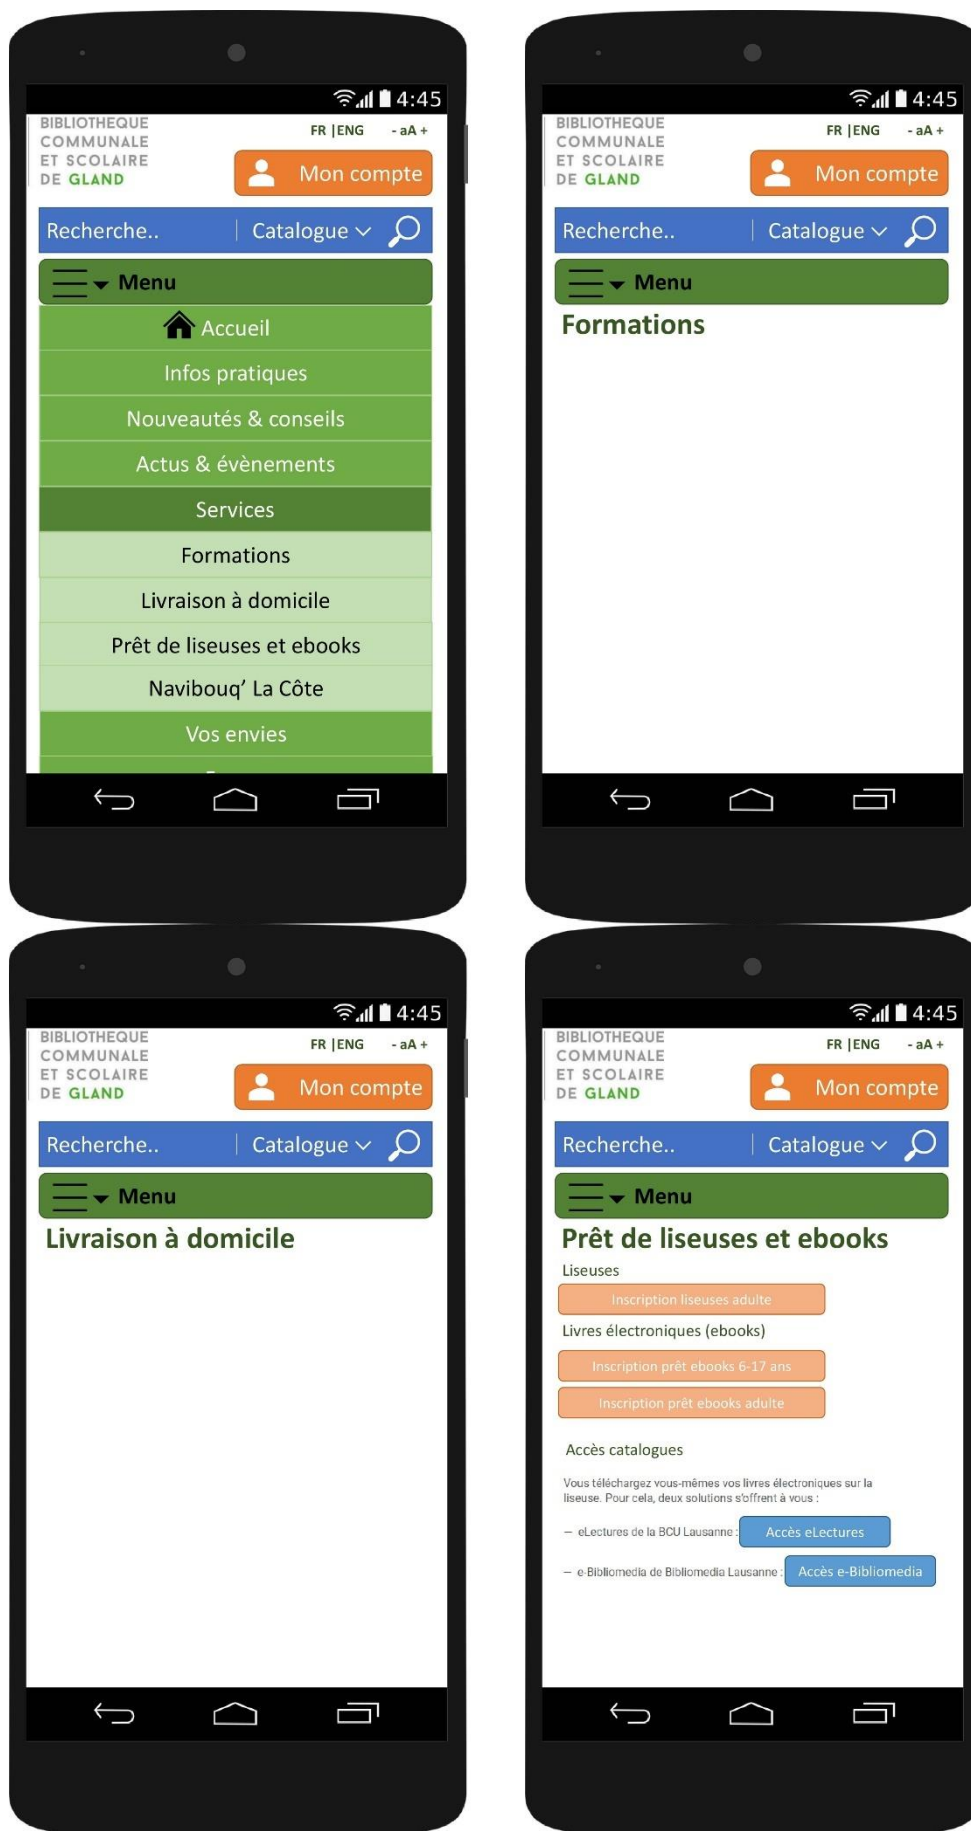 4:45
BIBLIOTHEQUE
COMMUNALE
ET SCOLAIRE
DE GLAND
FR |ENG - aA +
Mon compte
Recherche.. | Catalogue
Menu
Accueil
Infos pratiques
Nouveautés & conseils
Actus & évènements
Services
Formations
Livraison à domicile
Prêt de liseuses et ebooks
Navibouq' La Côte
Vos envies
4:45
BIBLIOTHEQUE
COMMUNALE
ET SCOLAIRE
DE GLAND
FR |ENG - aA +
Mon compte
Recherche.. | Catalogue
Menu
Formations
4:45
BIBLIOTHEQUE
COMMUNALE
ET SCOLAIRE
DE GLAND
FR |ENG - aA +
Mon compte
Recherche.. | Catalogue
Menu
Livraison à domicile
4:45
BIBLIOTHEQUE
COMMUNALE
ET SCOLAIRE
DE GLAND
FR |ENG - aA +
Mon compte
Recherche.. | Catalogue
Menu
Prêt de liseuses et ebooks
Liseuses
Inscription liseuses adulte
Livres électroniques (ebooks)
Inscription prêt ebooks 6-17 ans
Inscription prêt ebooks adulte
Accès catalogues
Vous téléchargez vous-mêmes vos livres électroniques sur la
liseuse. Pour cela, deux solutions s'offrent à vous :
– eLectures de la BCU Lausanne : Accès eLectures
– e-Bibliomedia de Bibliomedia Lausanne : Accès e-Bibliomedia